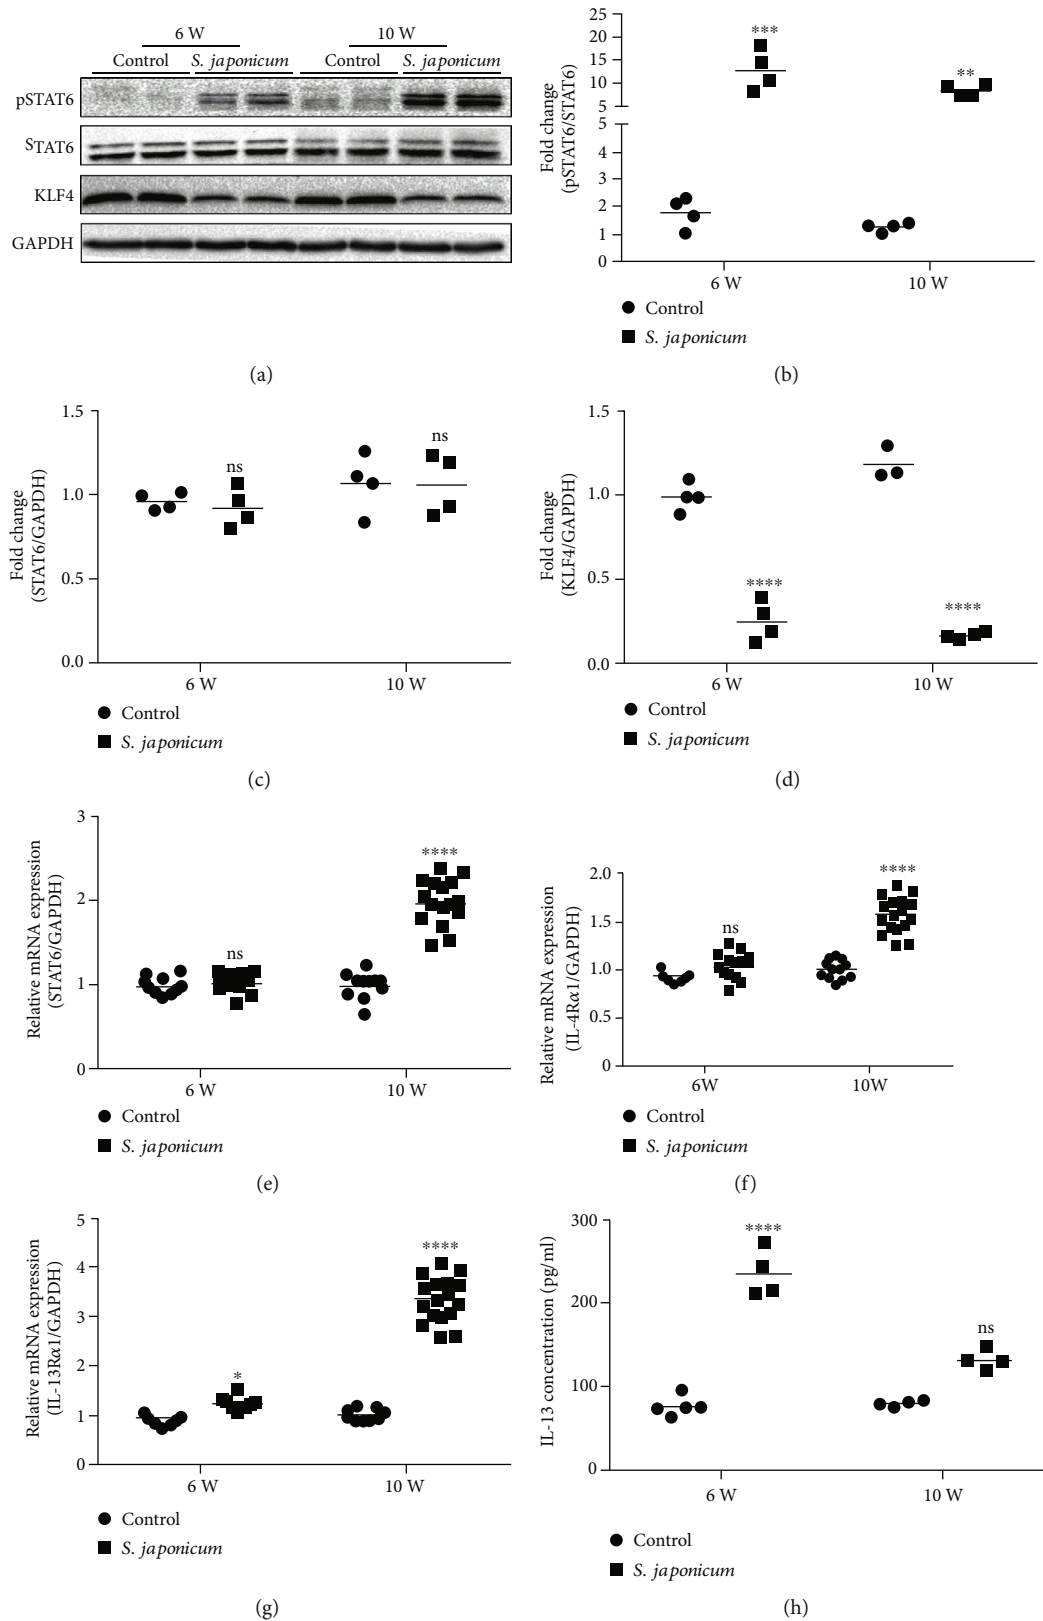 6 W
10 W
Control
S. japonicum
Control
S. japonicum
pSTAT6
STAT6
KLF4
GAPDH
(a)
Fold change
(pSTAT6/STAT6)
25
20
15
10
5
5
4
3
2
1
0
***
**
6 W
10 W
Control
S. japonicum
(b)
Fold change
(STAT6/GAPDH)
1.5
1.0
0.5
0.0
ns
ns
6 W
10 W
Control
S. japonicum
(c)
Fold change
(KLF4/GAPDH)
1.5
1.0
0.5
0.0
****
****
6 W
10 W
Control
S. japonicum
(d)
Relative mRNA expression
(STAT6/GAPDH)
3
2
1
0
ns
****
6 W
10 W
Control
S. japonicum
(e)
Relative mRNA expression
(IL-4Rα1/GAPDH)
2.0
1.5
1.0
0.5
0
ns
****
6W
10W
Control
S. japonicum
(f)
Relative mRNA expression
(IL-13Rα1/GAPDH)
5
4
3
2
1
0
*
****
6 W
10 W
Control
S. japonicum
(g)
IL-13 concentration (pg/ml)
300
200
100
0
****
ns
6 W
10 W
Control
S. japonicum
(h)